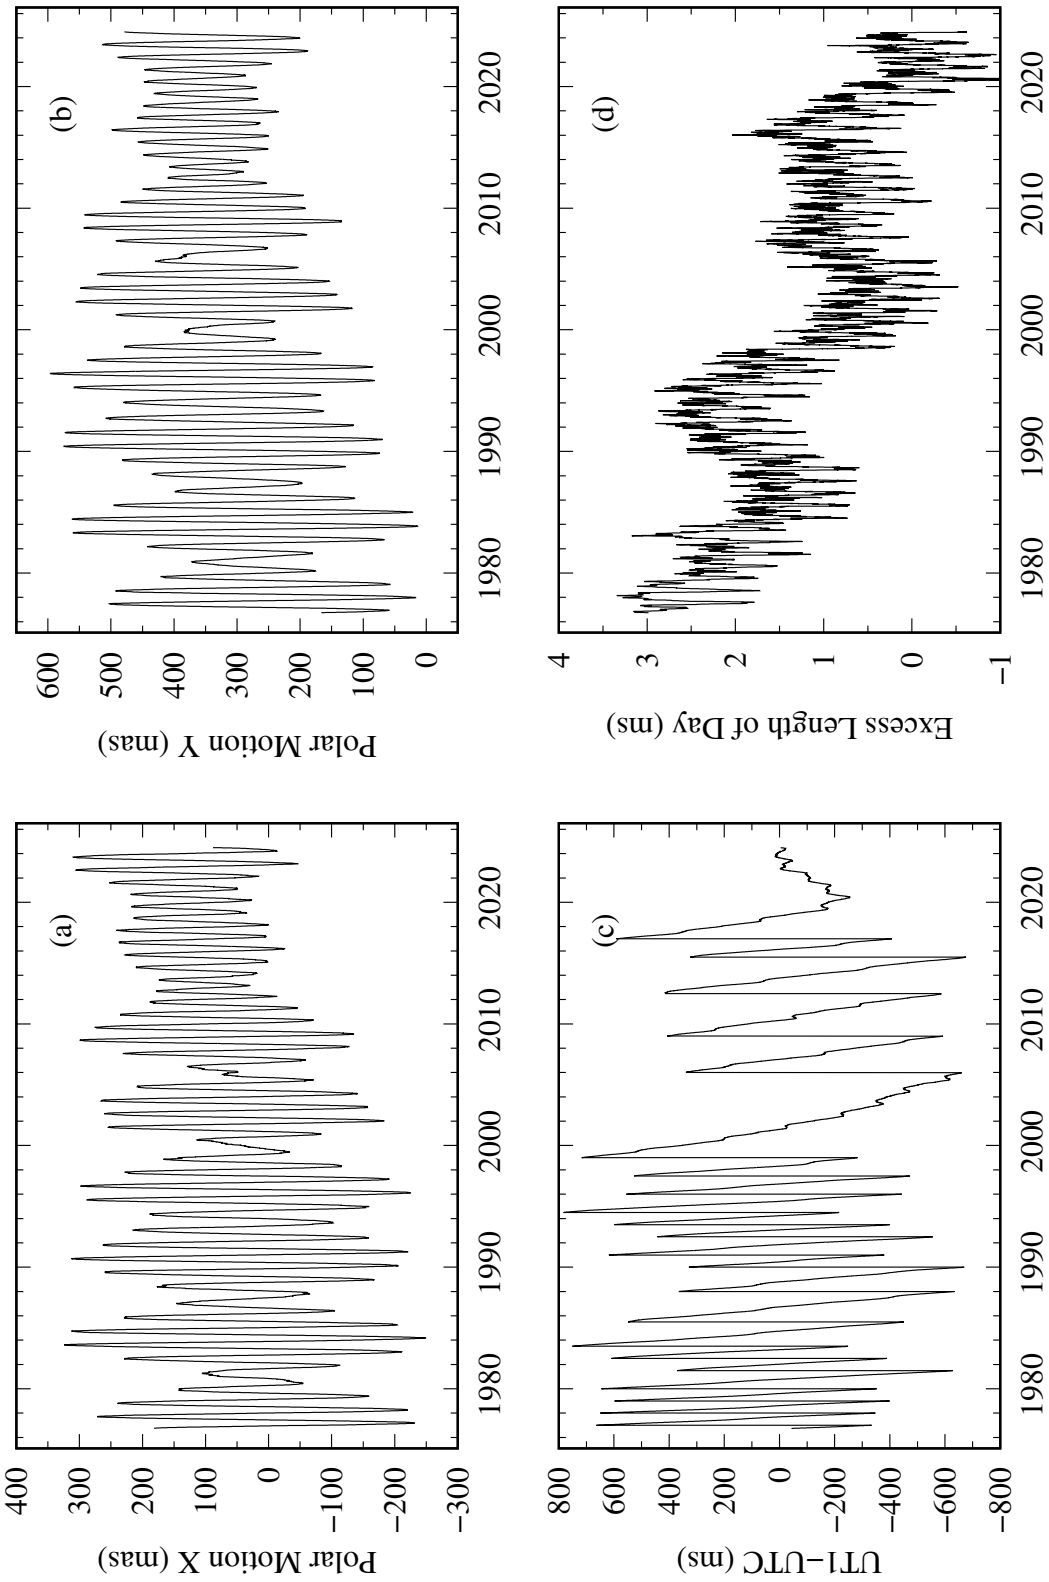 (a)
Polar Motion X (mas)
400
300
200
100
0
−100
−200
−300
1980 1990 2000 2010 2020
(b)
Polar Motion Y (mas)
600
500
400
300
200
100
0
1980 1990 2000 2010 2020
(c)
UT1−UTC (ms)
800
600
400
200
0
−200
−400
−600
−800
1980 1990 2000 2010 2020
(d)
Excess Length of Day (ms)
4
3
2
1
0
−1
1980 1990 2000 2010 2020